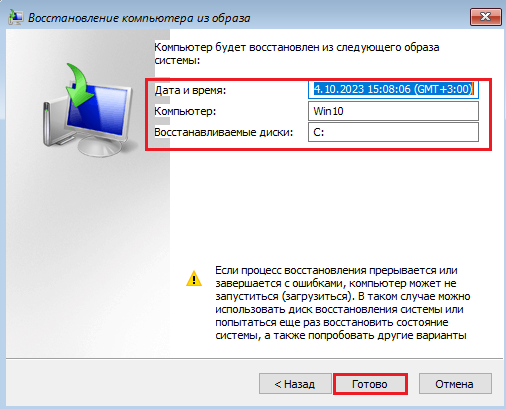 Восстановление компьютера из образа
Компьютер будет восстановлен из следующего образа
системы:
Дата и время: 4.10.2023 15:08:06 (GMT+3:00)
Компьютер: Win10
Восстанавливаемые диски: C:
Если процесс восстановления прерывается или
завершается с ошибками, компьютер может не
запуститься (загрузиться). В таком случае можно
использовать диск восстановления системы или
попытаться еще раз восстановить состояние
системы, а также попробовать другие варианты
< Назад Готово Отмена